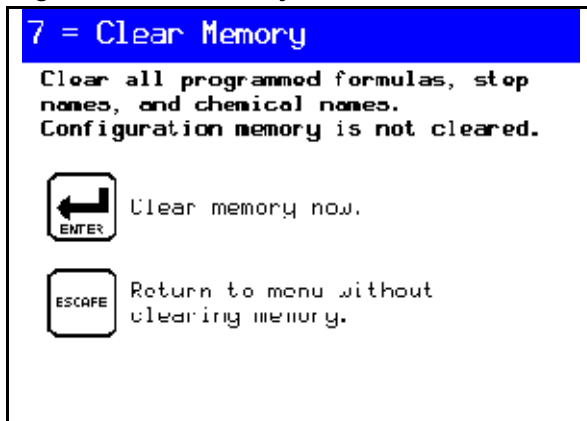 7 = Clear Memory
Clear all programmed formulas, step
names, and chemical names.
Configuration memory is not cleared.
ENTER
Clear memory now.
ESCAPE
Return to menu without
clearing memory.